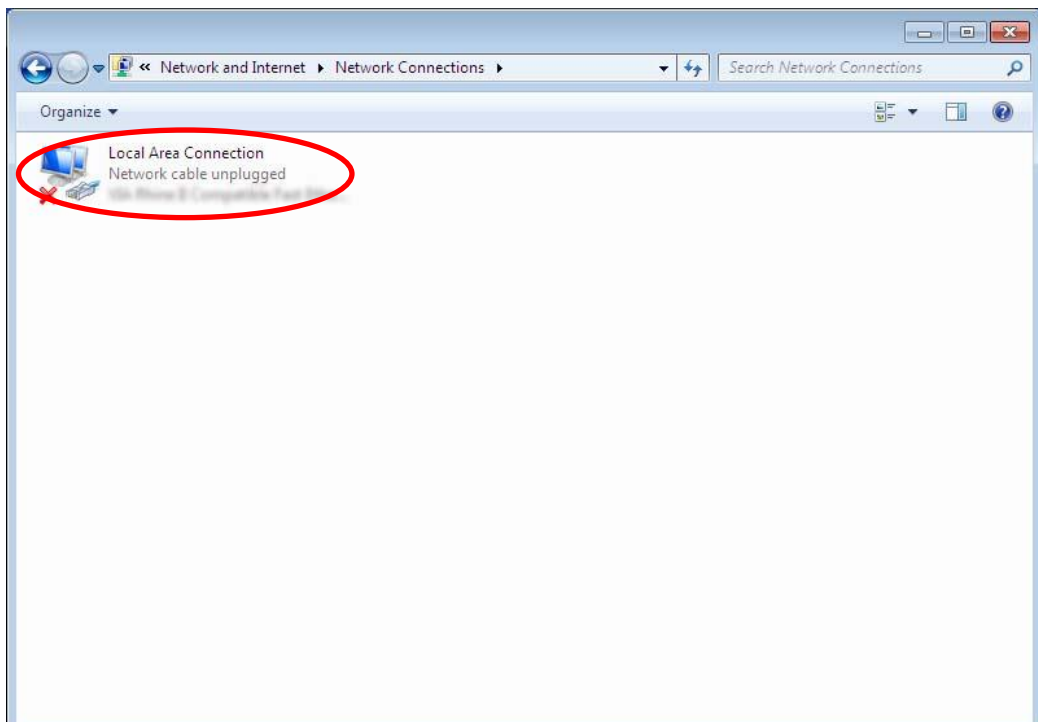 « Network and Internet ▸ Network Connections ▸
Search Network Connections
Organize
Local Area Connection
Network cable unplugged